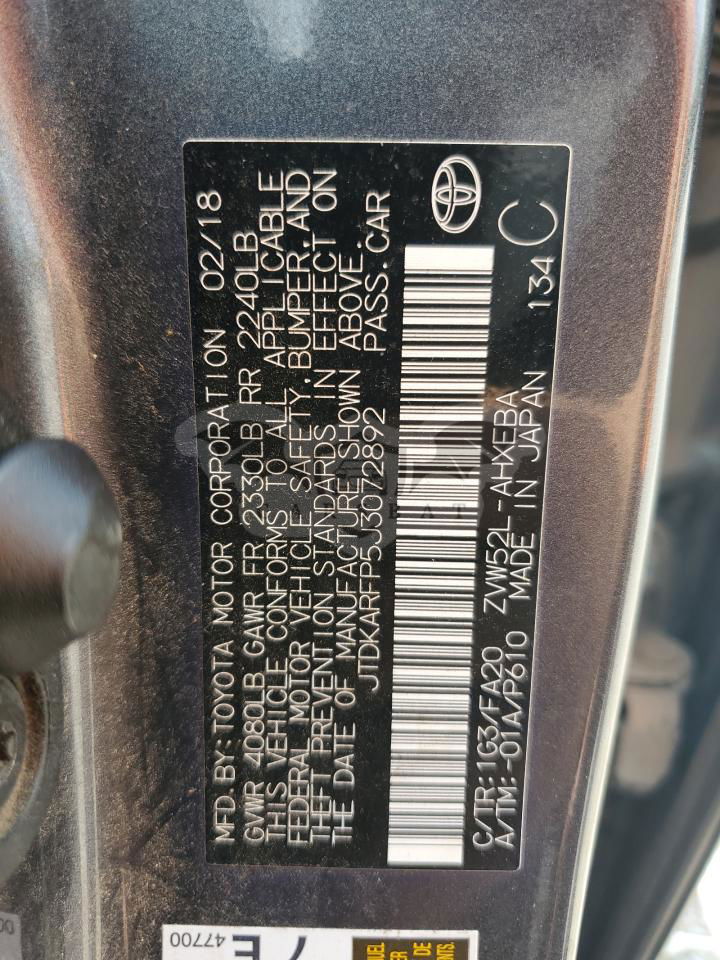 MFD. BY: TOYOTA MOTOR CORPORATION 02/18
GVWR 4080LB GAWR FR 2330LB RR 2240LB
THIS VEHICLE CONFORMS TO ALL APPLICABLE
FEDERAL MOTOR VEHICLE SAFETY, BUMPER, AND
THEFT PREVENTION STANDARDS IN EFFECT ON
THE DATE OF MANUFACTURE SHOWN ABOVE.
JTDKARFP5J3072892 PASS. CAR
C/TR: 1G3/FA20 ZVW52L-AHXEBA
A/TM: -01A/P610 MADE IN JAPAN
134 C
47700
DE